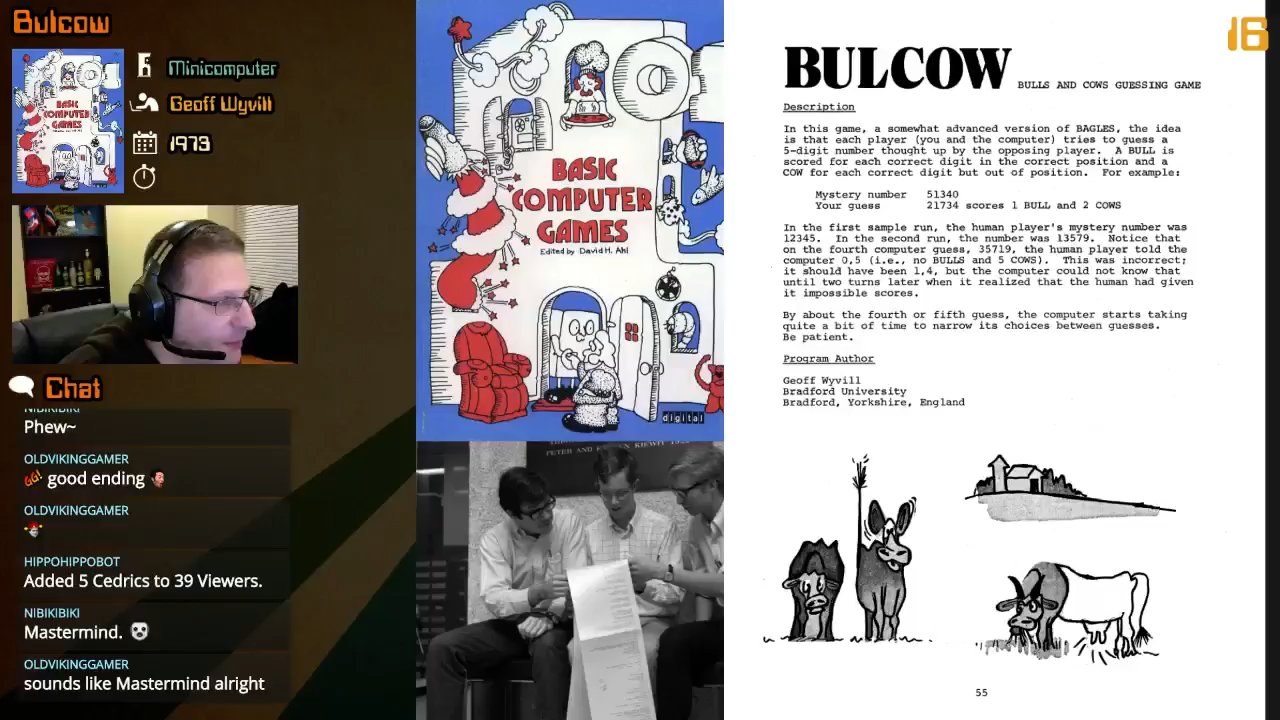 Bulcow
Minicomputer
Geoff Wyvill
1973
Chat
NIBIKIBIKI
Phew~
OLDVIKINGGAMER
GG! good ending
OLDVIKINGGAMER
HIPPOHIPPOBOT
Added 5 Cedrics to 39 Viewers.
NIBIKIBIKI
Mastermind.
OLDVIKINGGAMER
sounds like Mastermind alright
BASIC
COMPUTER
GAMES
BASIC
COMPUTER
GAMES
Edited by David H. Ahl
digital
PETER AND
KIEWIT
16
BULCOW
BULLS AND COWS GUESSING GAME
Description
In this game, a somewhat advanced version of BAGLES, the idea
is that each player (you and the computer) tries to guess a
5-digit number thought up by the opposing player. A BULL is
scored for each correct digit in the correct position and a
COW for each correct digit but out of position. For example:
Mystery number 51340
Your guess 21734 scores 1 BULL and 2 COWS
In the first sample run, the human player's mystery number was
12345. In the second run, the number was 13579. Notice that
on the fourth computer guess, 35719, the human player told the
computer 0,5 (i.e., no BULLS and 5 COWS). This was incorrect;
it should have been 1,4, but the computer could not know that
until two turns later when it realized that the human had given
it impossible scores.
By about the fourth or fifth guess, the computer starts taking
quite a bit of time to narrow its choices between guesses.
Be patient.
Program Author
Geoff Wyvill
Bradford University
Bradford, Yorkshire, England
55